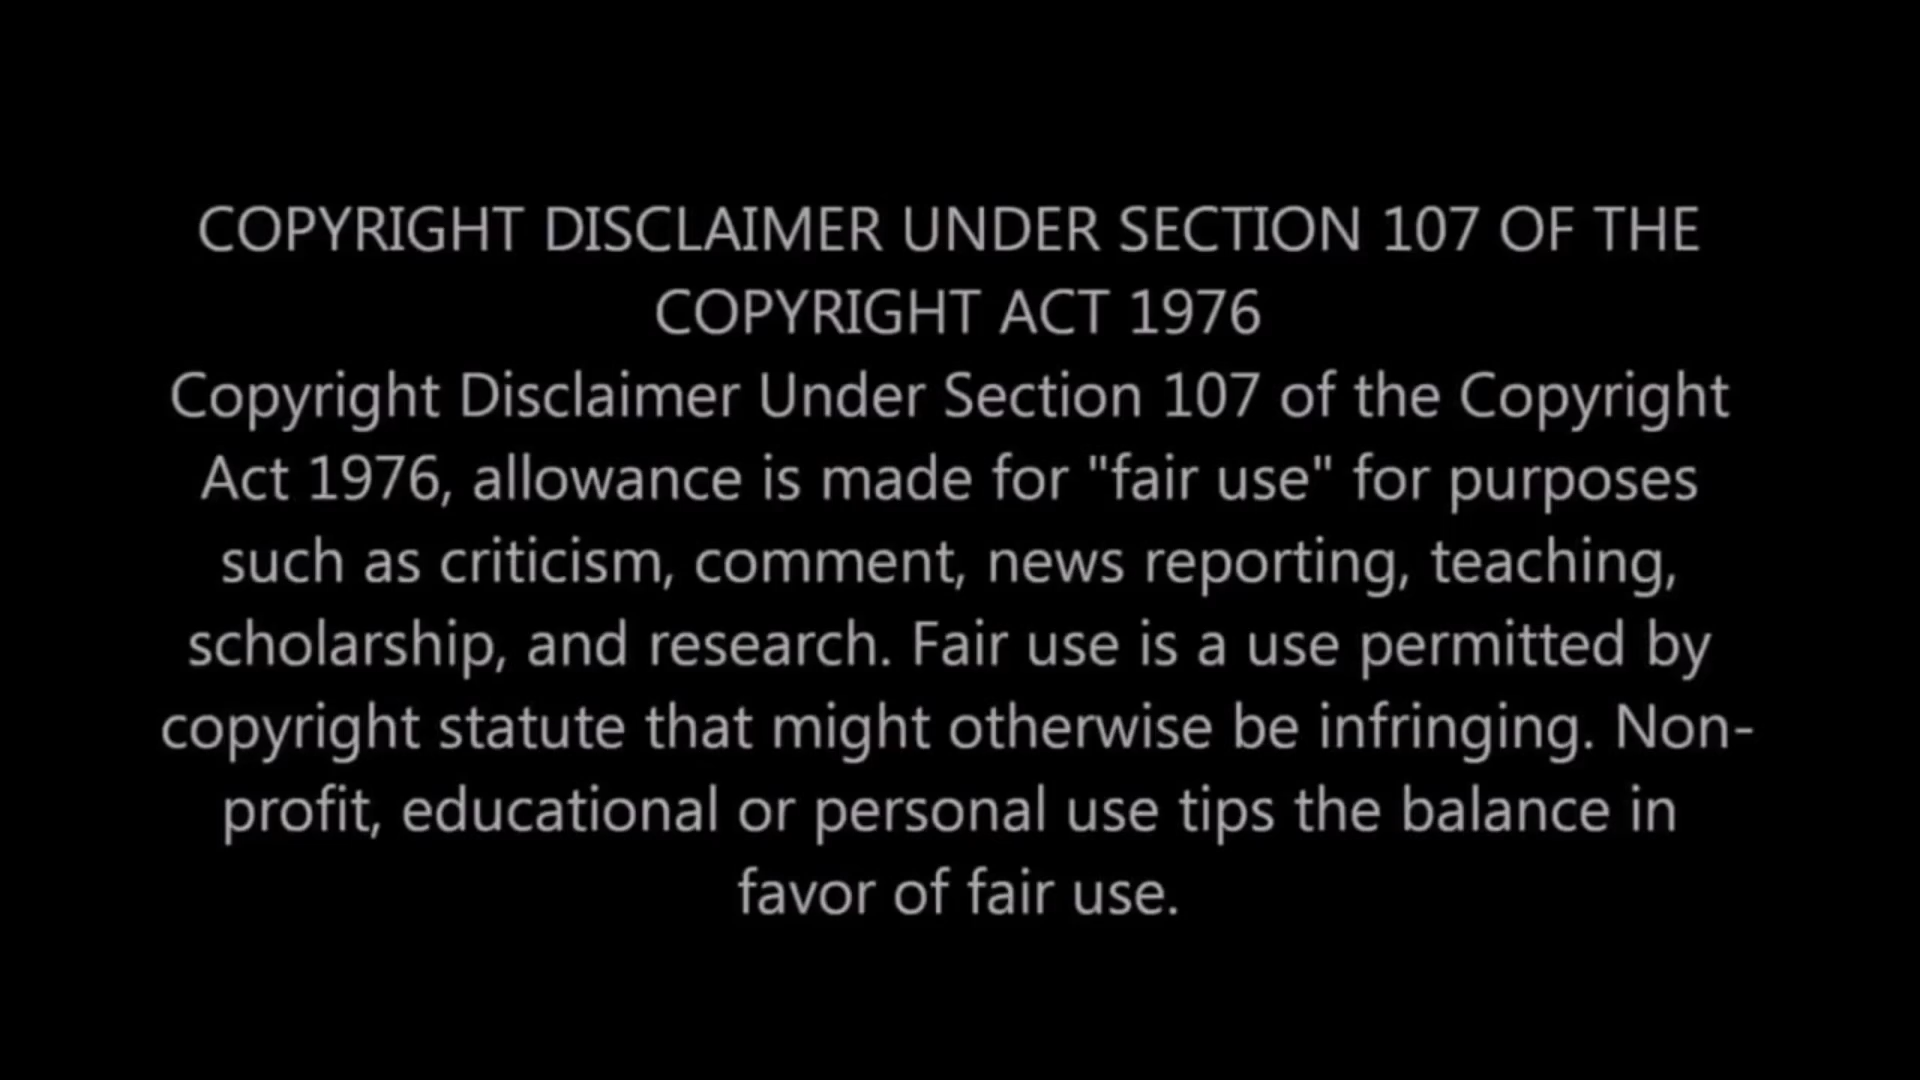 COPYRIGHT DISCLAIMER UNDER SECTION 107 OF THE
COPYRIGHT ACT 1976
Copyright Disclaimer Under Section 107 of the Copyright
Act 1976, allowance is made for "fair use" for purposes
such as criticism, comment, news reporting, teaching,
scholarship, and research. Fair use is a use permitted by
copyright statute that might otherwise be infringing. Non-
profit, educational or personal use tips the balance in
favor of fair use.